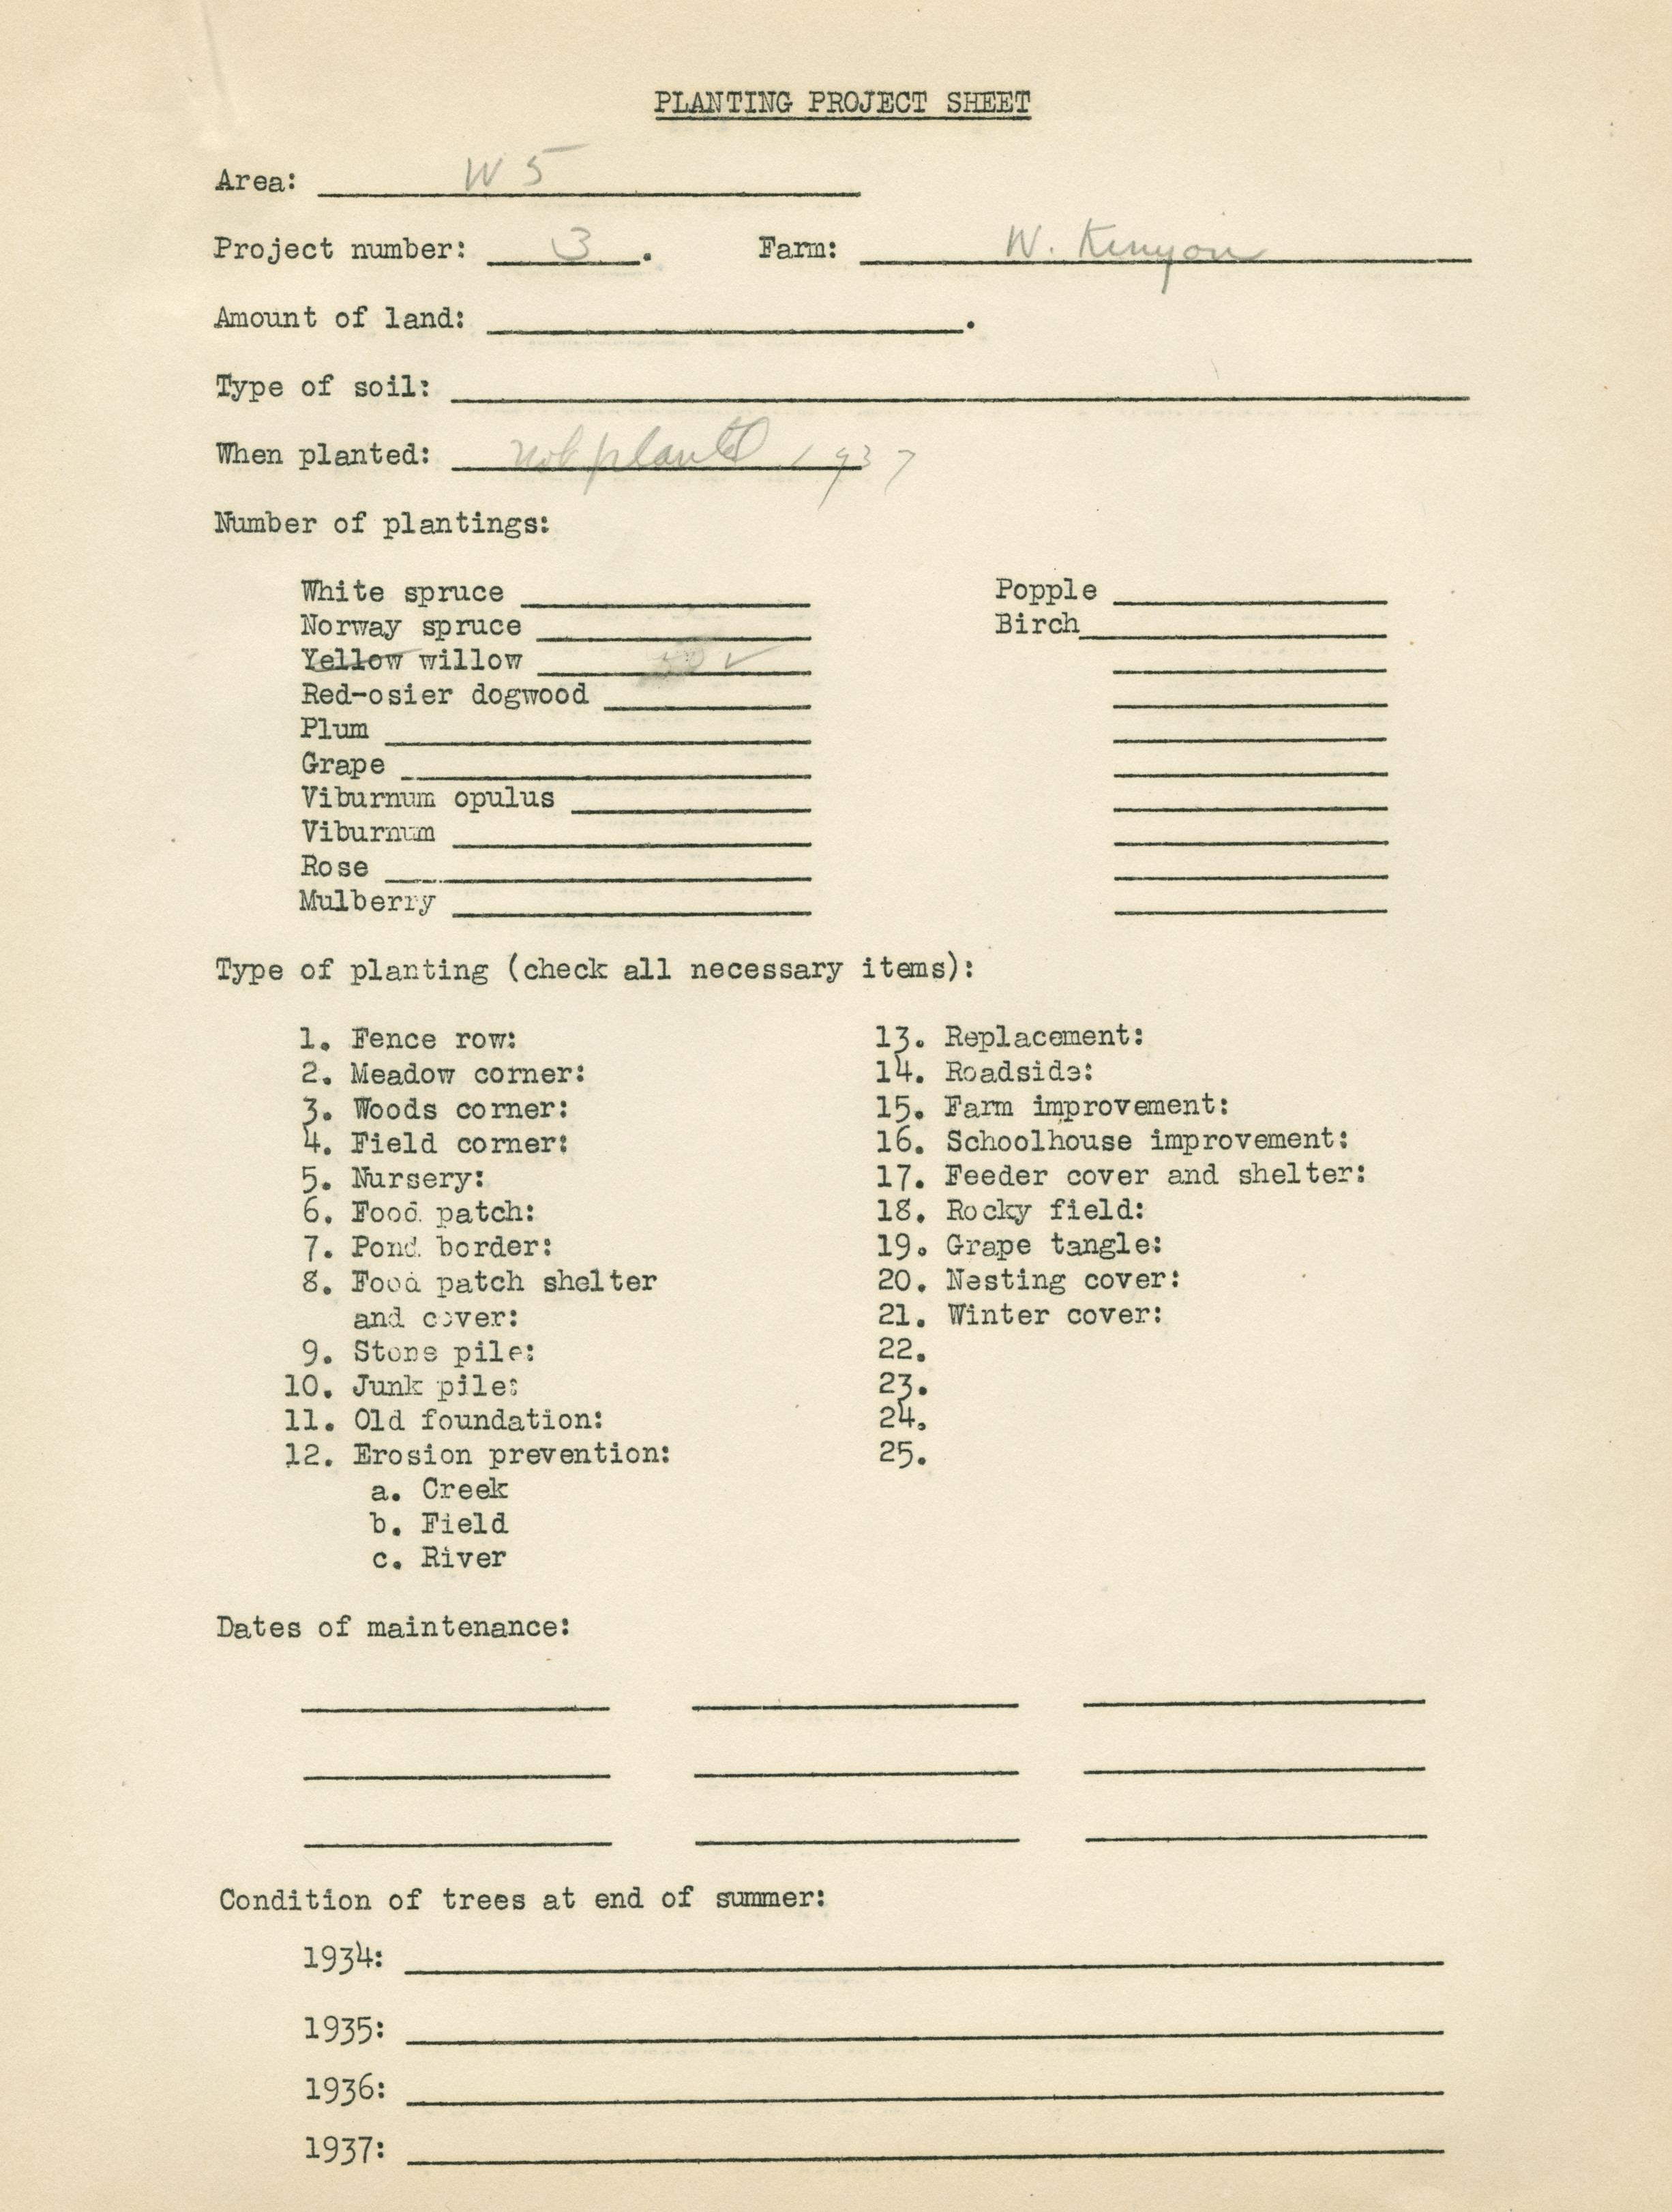 PLANTING PROJECT SHEET
Area: W 5
Project number: 3. Farm: W. Kenyon
Amount of land: .
Type of soil:
When planted: not planted 1937
Number of plantings:
White spruce Popple
Norway spruce Birch
Yellow willow ✓
Red-osier dogwood
Plum
Grape
Viburnum opulus
Viburnum
Rose
Mulberry
Type of planting (check all necessary items):
1. Fence row: 13. Replacement:
2. Meadow corner: 14. Roadside:
3. Woods corner: 15. Farm improvement:
4. Field corner: 16. Schoolhouse improvement:
5. Nursery: 17. Feeder cover and shelter:
6. Food patch: 18. Rocky field:
7. Pond border: 19. Grape tangle:
8. Food patch shelter 20. Nesting cover:
and cover: 21. Winter cover:
9. Stone pile: 22.
10. Junk pile: 23.
11. Old foundation: 24.
12. Erosion prevention: 25.
a. Creek
b. Field
c. River
Dates of maintenance:
Condition of trees at end of summer:
1934:
1935:
1936:
1937: